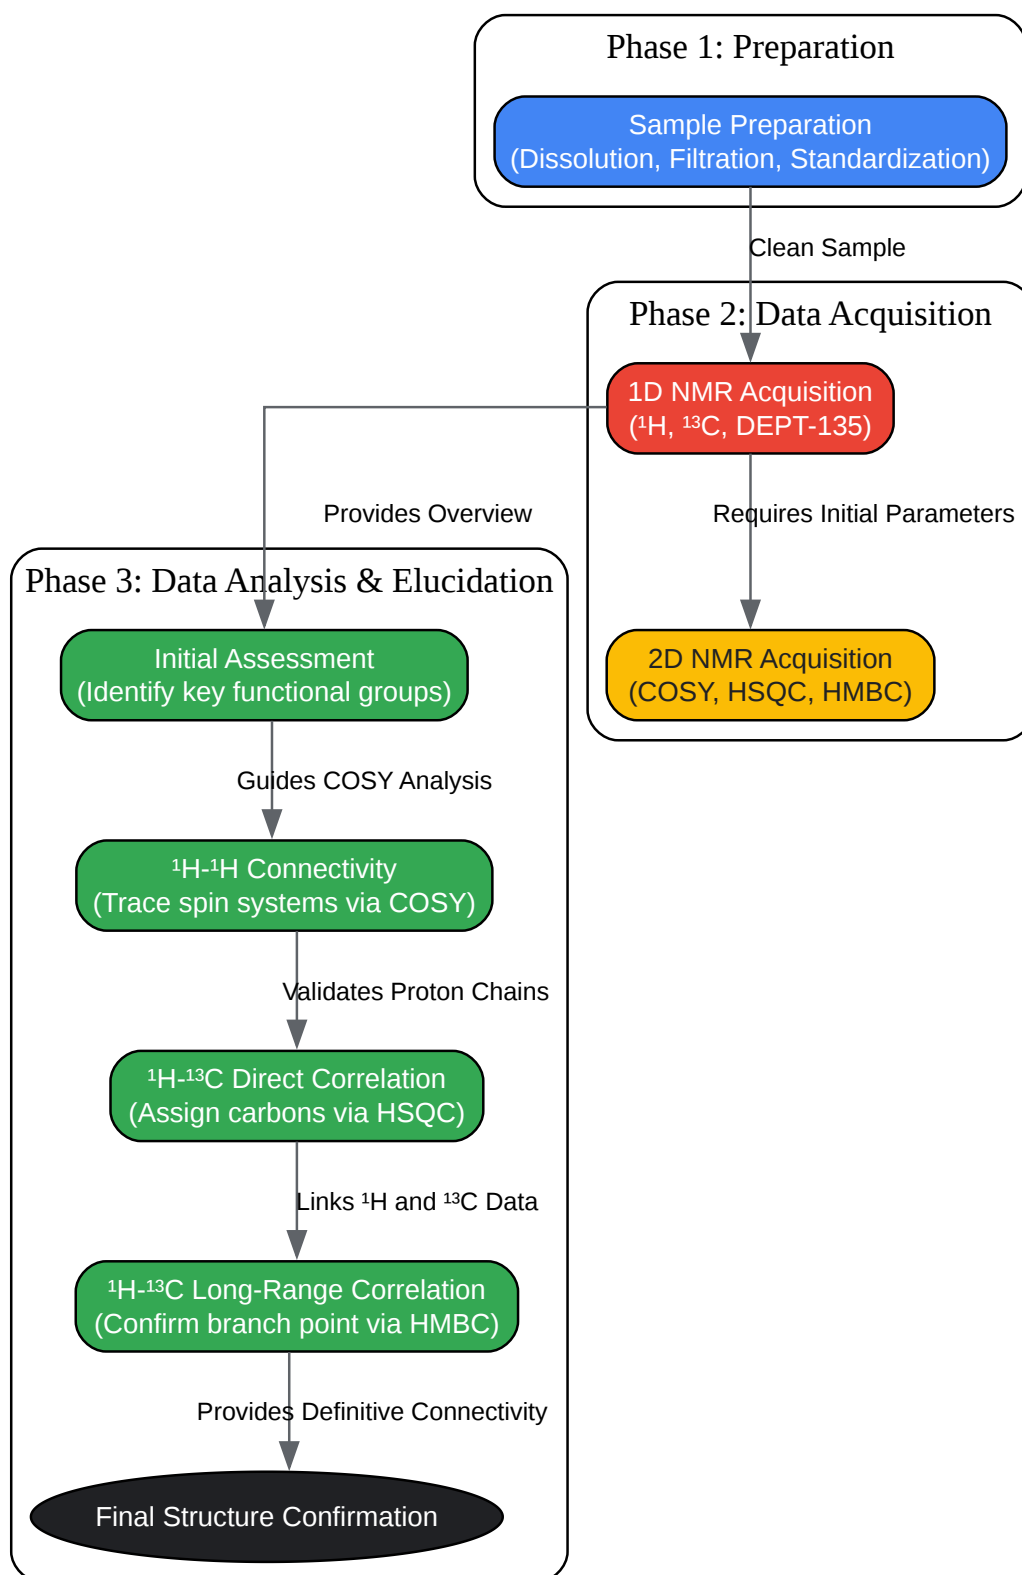 Phase 1: Preparation
Sample Preparation
(Dissolution, Filtration, Standardization)
Clean Sample
Phase 2: Data Acquisition
1D NMR Acquisition
(¹H, ¹³C, DEPT-135)
Provides Overview
Requires Initial Parameters
Phase 3: Data Analysis & Elucidation
Initial Assessment
(Identify key functional groups)
2D NMR Acquisition
(COSY, HSQC, HMBC)
Guides COSY Analysis
¹H-¹H Connectivity
(Trace spin systems via COSY)
Validates Proton Chains
¹H-¹³C Direct Correlation
(Assign carbons via HSQC)
Links ¹H and ¹³C Data
¹H-¹³C Long-Range Correlation
(Confirm branch point via HMBC)
Provides Definitive Connectivity
Final Structure Confirmation